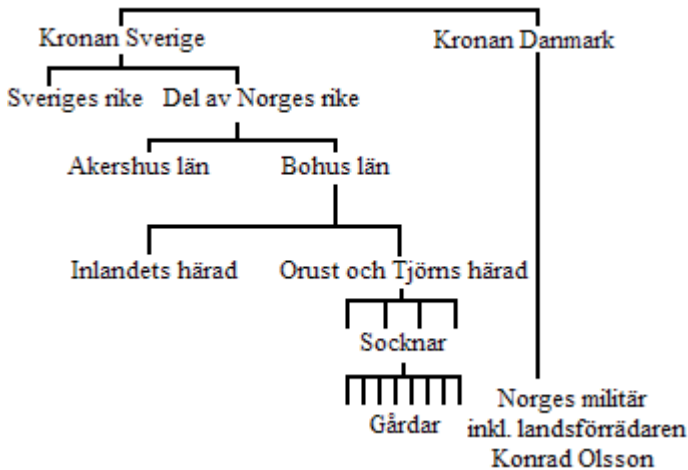 Kronan Sverige
Kronan Danmark
Sveriges rike
Del av Norges rike
Akershus län
Bohus län
Inlandets härad
Orust och Tjörns härad
Socknar
Gårdar
Norges militär
inkl. landsförrädaren
Konrad Olsson